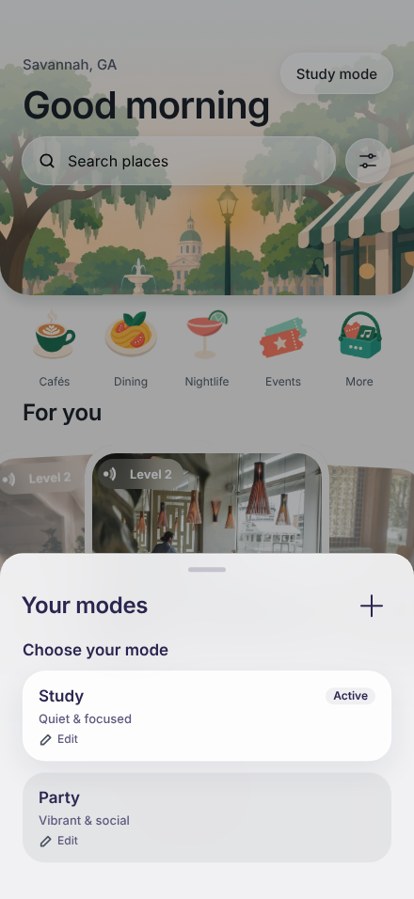 Savannah, GA
Study mode
Good morning
Search places
Cafés
Dining
Nightlife
Events
More
For you
Level 2
Level 2
Your modes
Choose your mode
Study
Active
Quiet & focused
Edit
Party
Vibrant & social
Edit